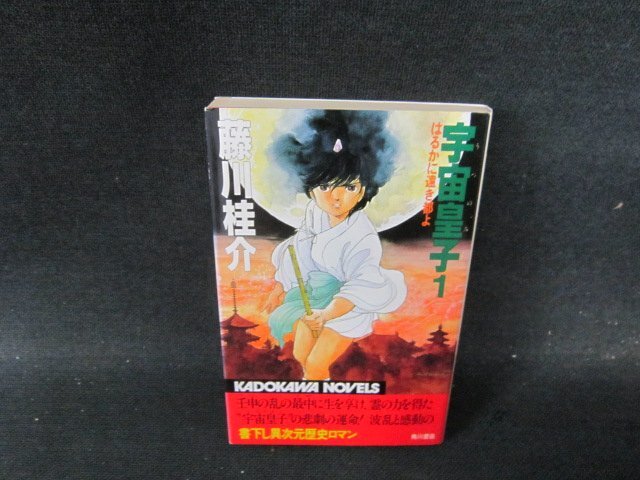 宇宙皇子1
はるかに遠き都よ
藤川桂介
KADOKAWA NOVELS
壬申の乱の最中に生を享け、霊の力を得た
"宇宙皇子"の悲劇の運命! 波乱と感動の
書下し異次元歴史ロマン
角川書店